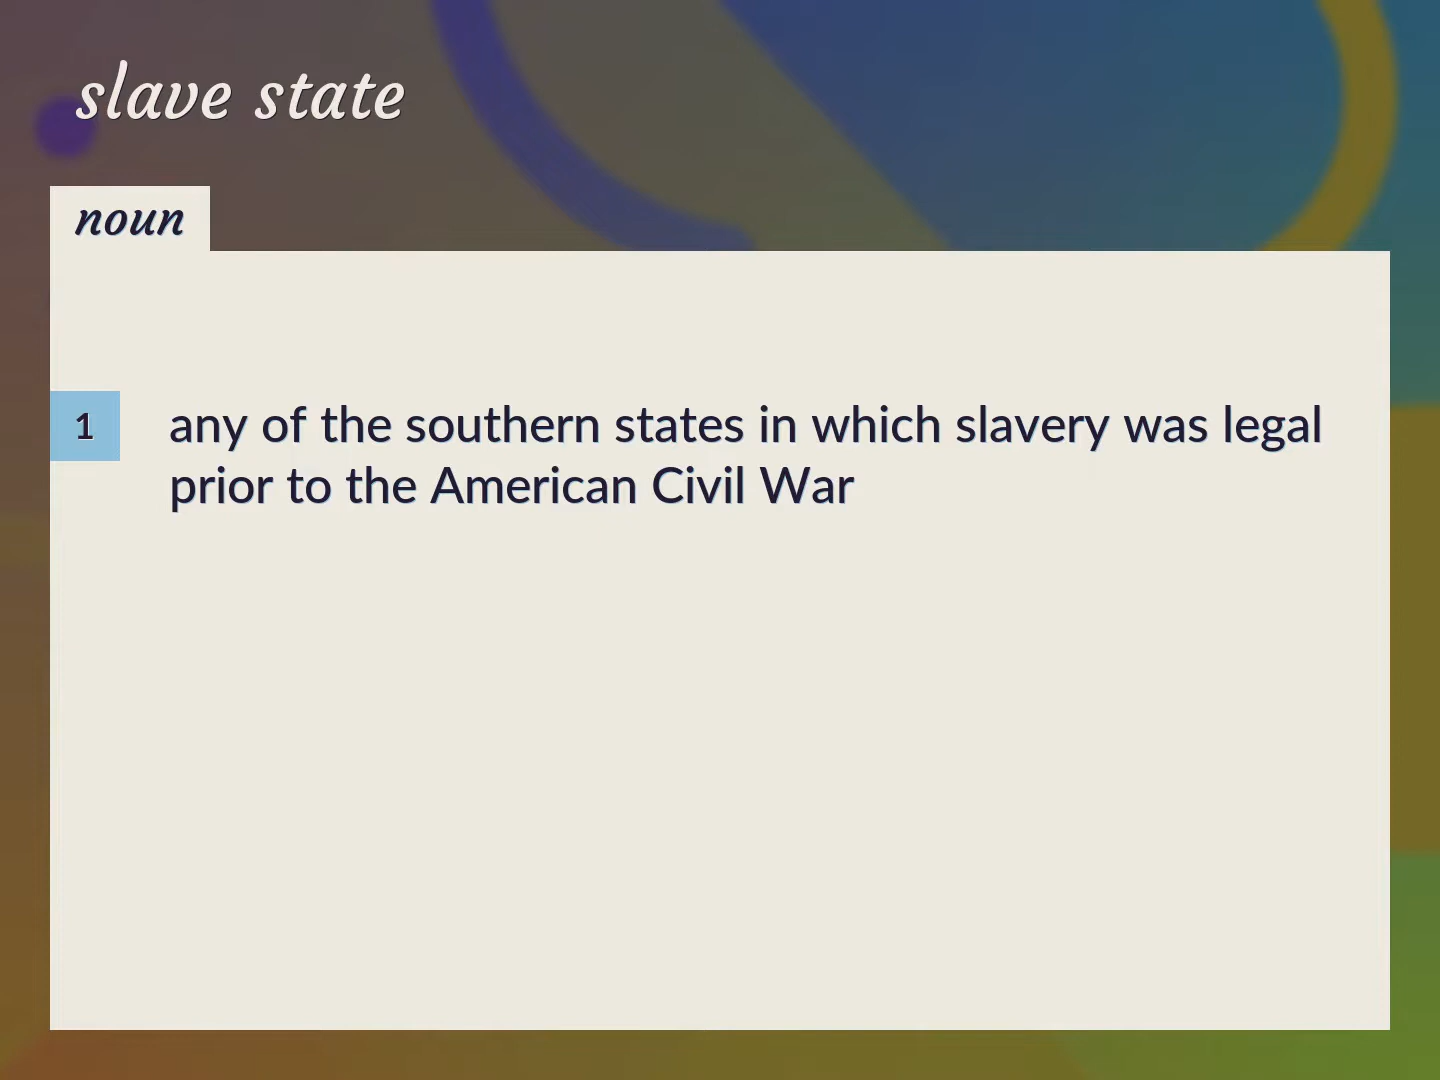 slave state
noun
1
any of the southern states in which slavery was legal
prior to the American Civil War